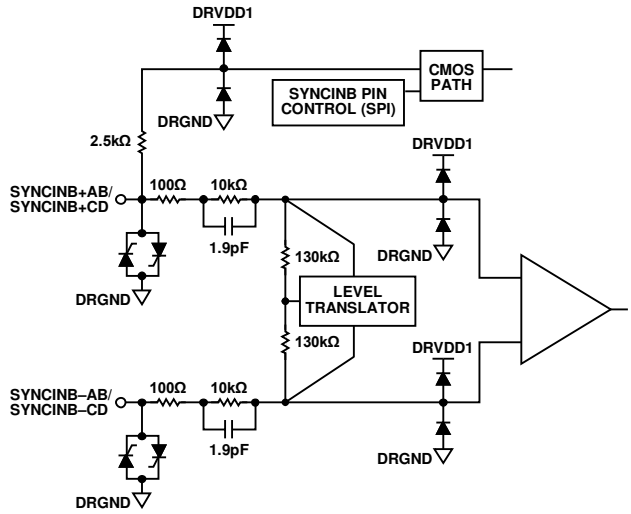 DRVDD1
CMOS
PATH
SYNCINB PIN
CONTROL (SPI)
DRGND
2.5kΩ
DRVDD1
SYNCINB+AB/
SYNCINB+CD
100Ω
10kΩ
1.9pF
DRGND
130kΩ
DRGND
LEVEL
TRANSLATOR
130kΩ
DRVDD1
SYNCINB–AB/
SYNCINB–CD
100Ω
10kΩ
1.9pF
DRGND
DRGND